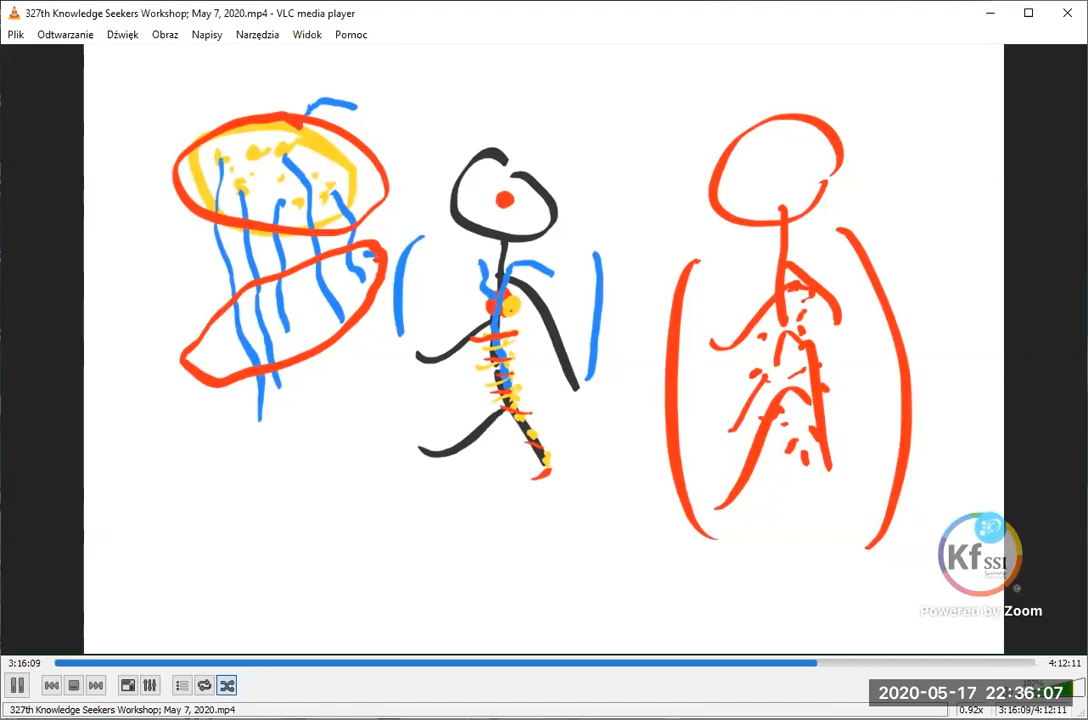 327th Knowledge Seekers Workshop; May 7, 2020.mp4 - VLC media player
Plik Odtwarzanie Dźwięk Obraz Napisy Narzędzia Widok Pomoc
Kf SSI
Powered by Zoom
3:16:09 4:12:11
2020-05-17 22:36:07
327th Knowledge Seekers Workshop; May 7, 2020.mp4 0.92x 3:16:09/4:12:11